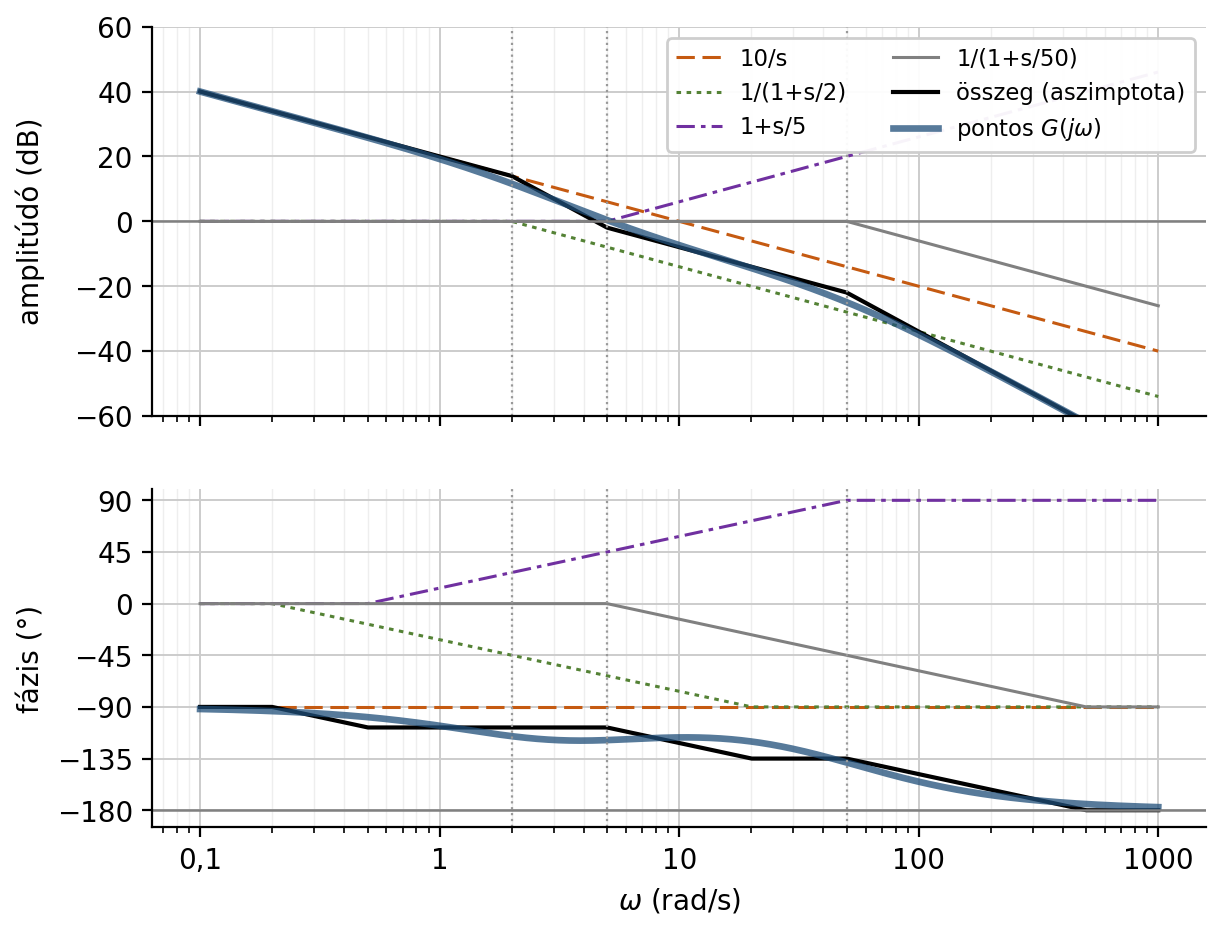 60
40
20
0
−20
−40
−60
amplitúdó (dB)
10/s
1/(1+s/2)
1+s/5
1/(1+s/50)
összeg (aszimptota)
pontos G(jω)
90
45
0
−45
−90
−135
−180
fázis (°)
0,1 1 10 100 1000
ω (rad/s)